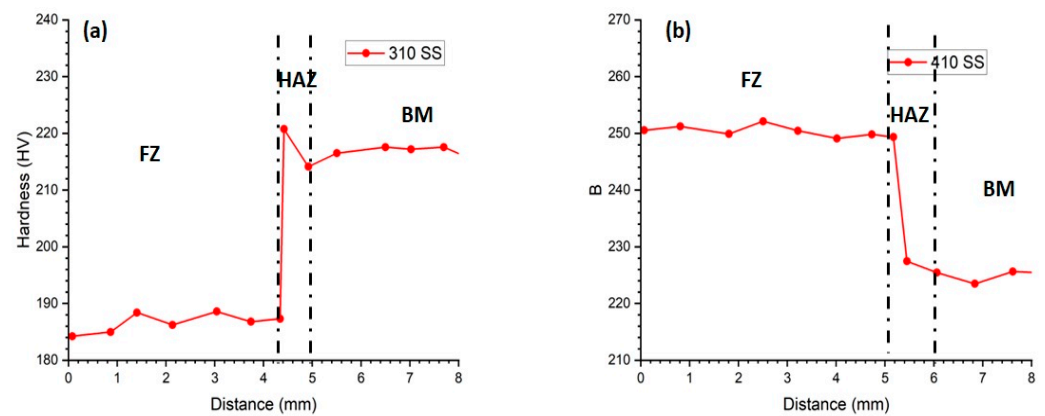 (a)
240
230
220
210
200
190
180
Hardness (HV)
310 SS
HAZ
BM
FZ
0 1 2 3 4 5 6 7 8
Distance (mm)
(b)
270
260
250
240
230
220
210
B
410 SS
FZ
HAZ
BM
0 1 2 3 4 5 6 7 8
Distance (mm)